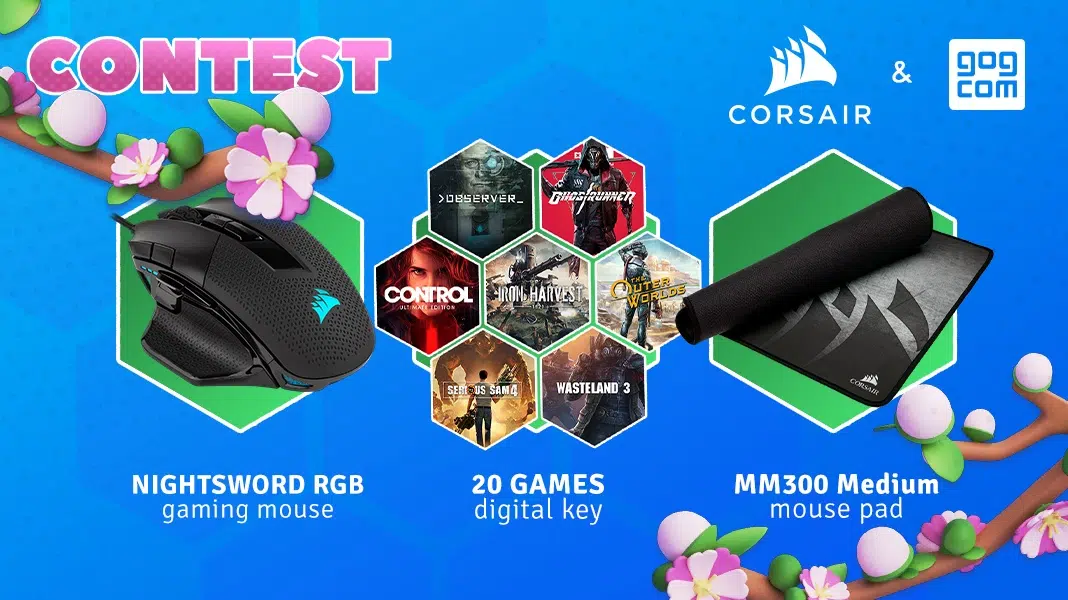 CONTEST
CORSAIR
&
gog
com
>OBSERVER_
GHOSTRUNNER
CONTROL
ULTIMATE EDITION
IRON HARVEST
THE
OUTER
WORLDS
SERIOUS SAM 4
WASTELAND 3
CORSAIR
NIGHTSWORD RGB
gaming mouse
20 GAMES
digital key
MM300 Medium
mouse pad